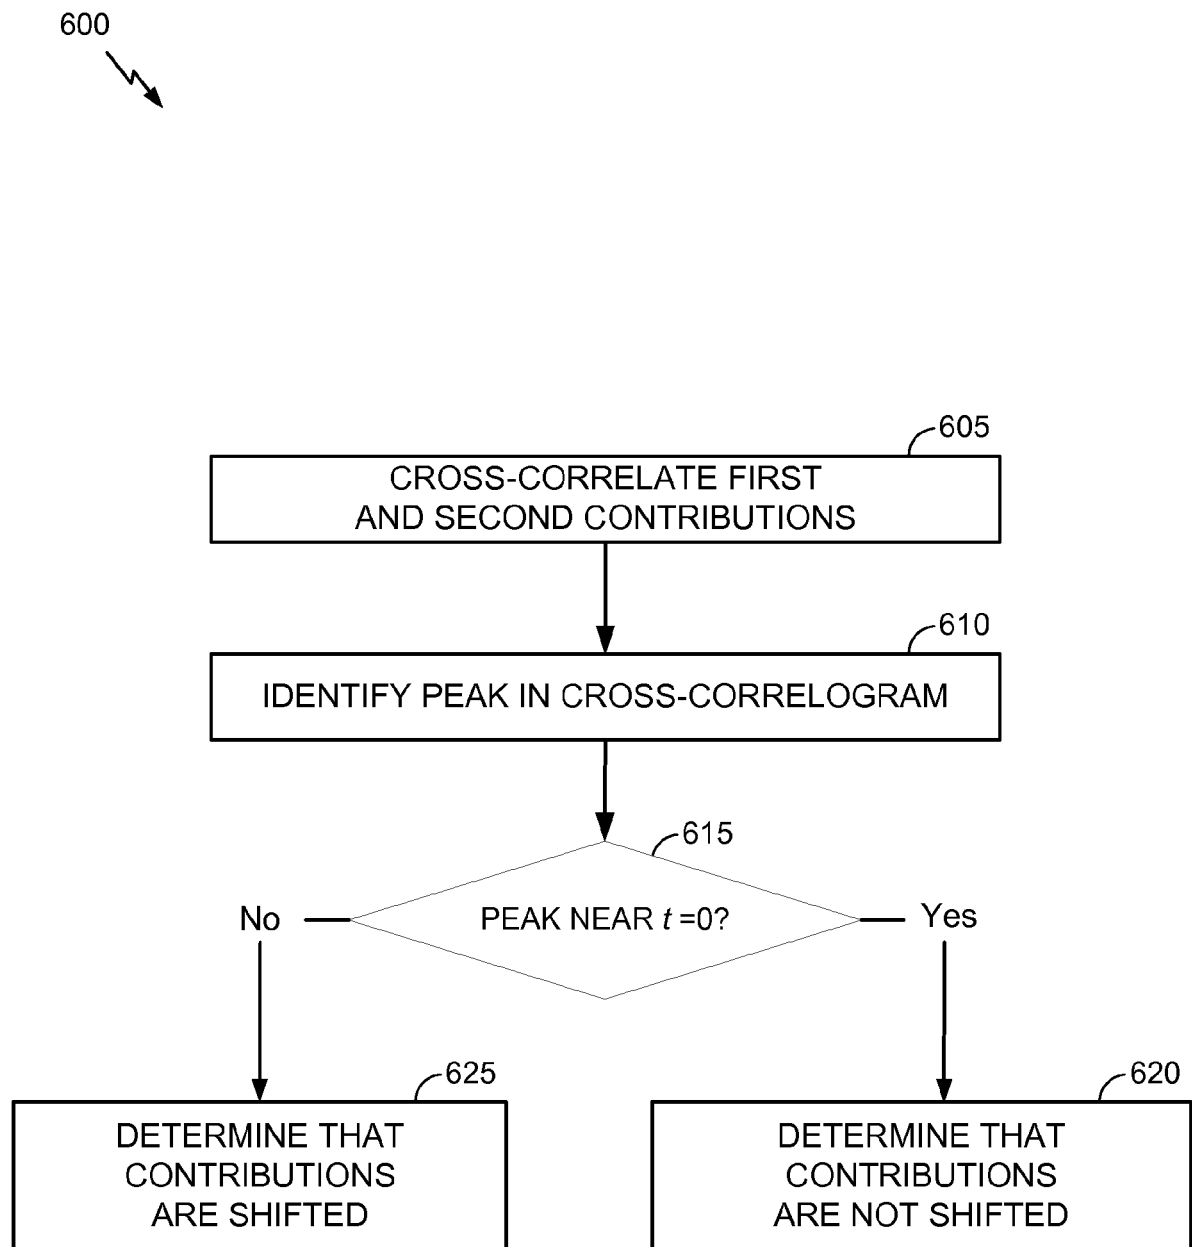 600
605
CROSS-CORRELATE FIRST
AND SECOND CONTRIBUTIONS
610
IDENTIFY PEAK IN CROSS-CORRELOGRAM
615
PEAK NEAR t =0?
No
Yes
625
DETERMINE THAT
CONTRIBUTIONS
ARE SHIFTED
620
DETERMINE THAT
CONTRIBUTIONS
ARE NOT SHIFTED